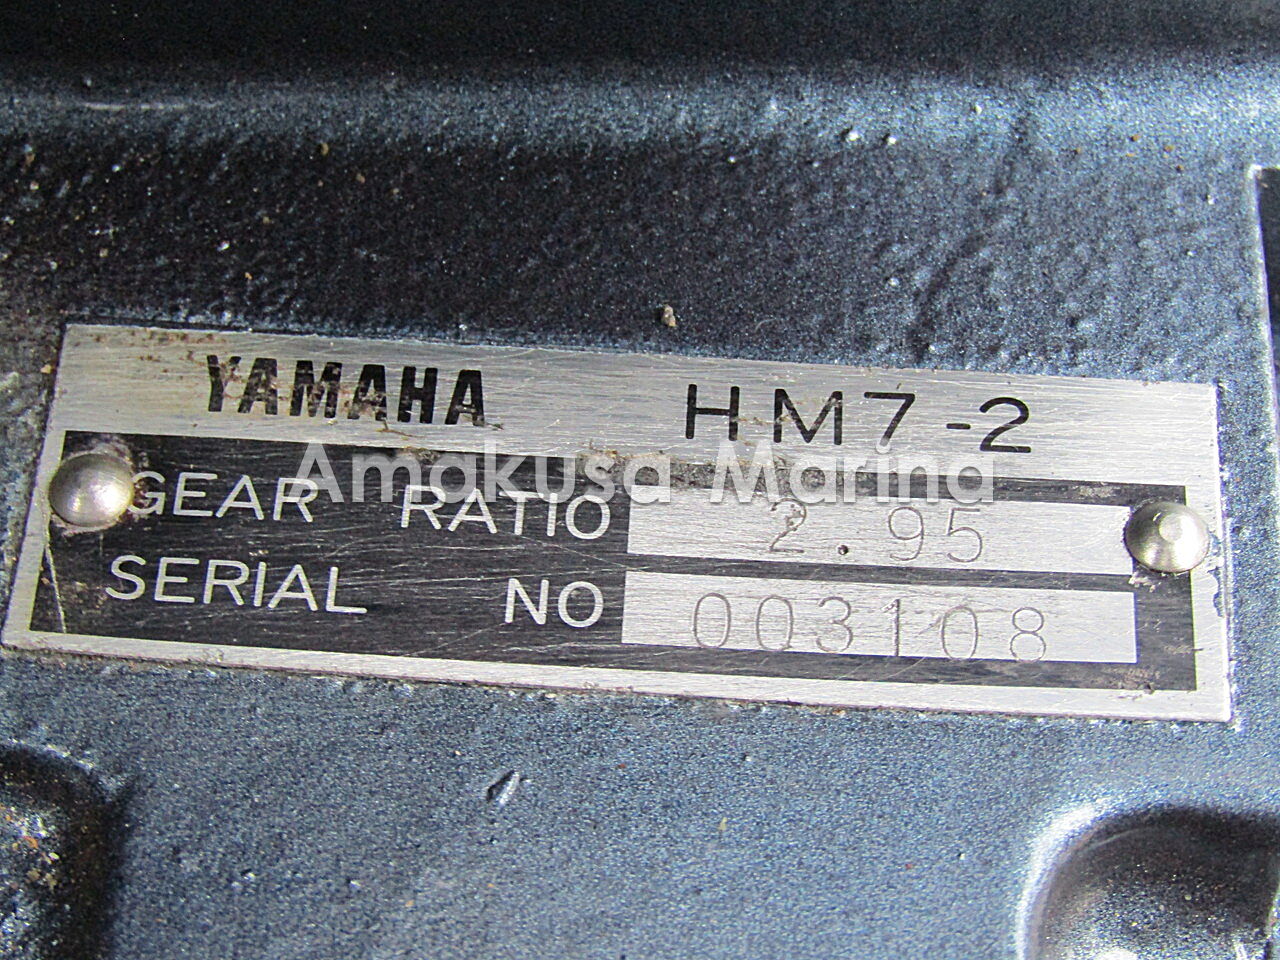 YAMAHA HM7-2
Amakusa Marina
GEAR RATIO 2.95
SERIAL NO 003108